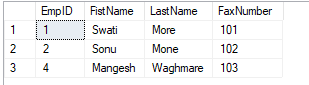 EmpID FistName LastName FaxNumber
1 1 Swati More 101
2 2 Sonu Mone 102
3 4 Mangesh Waghmare 103